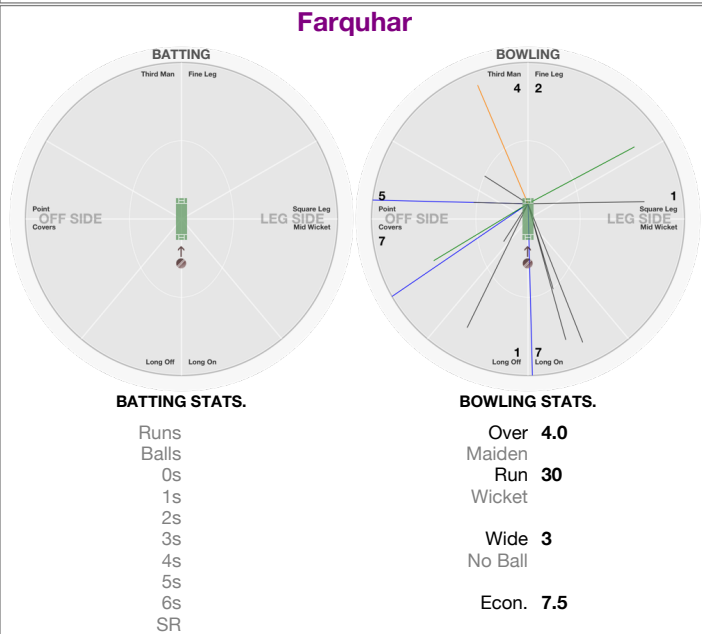 Farquhar
BATTING
Third Man
Fine Leg
Point
OFF SIDE
Covers
Square Leg
LEG SIDE
Mid Wicket
Long Off
Long On
BATTING STATS.
Runs
Balls
0s
1s
2s
3s
4s
5s
6s
SR
BOWLING
Third Man
Fine Leg
4
2
5
Point
OFF SIDE
Covers
7
1
Square Leg
LEG SIDE
Mid Wicket
1
7
Long Off
Long On
BOWLING STATS.
Over 4.0
Maiden
Run 30
Wicket
Wide 3
No Ball
Econ. 7.5